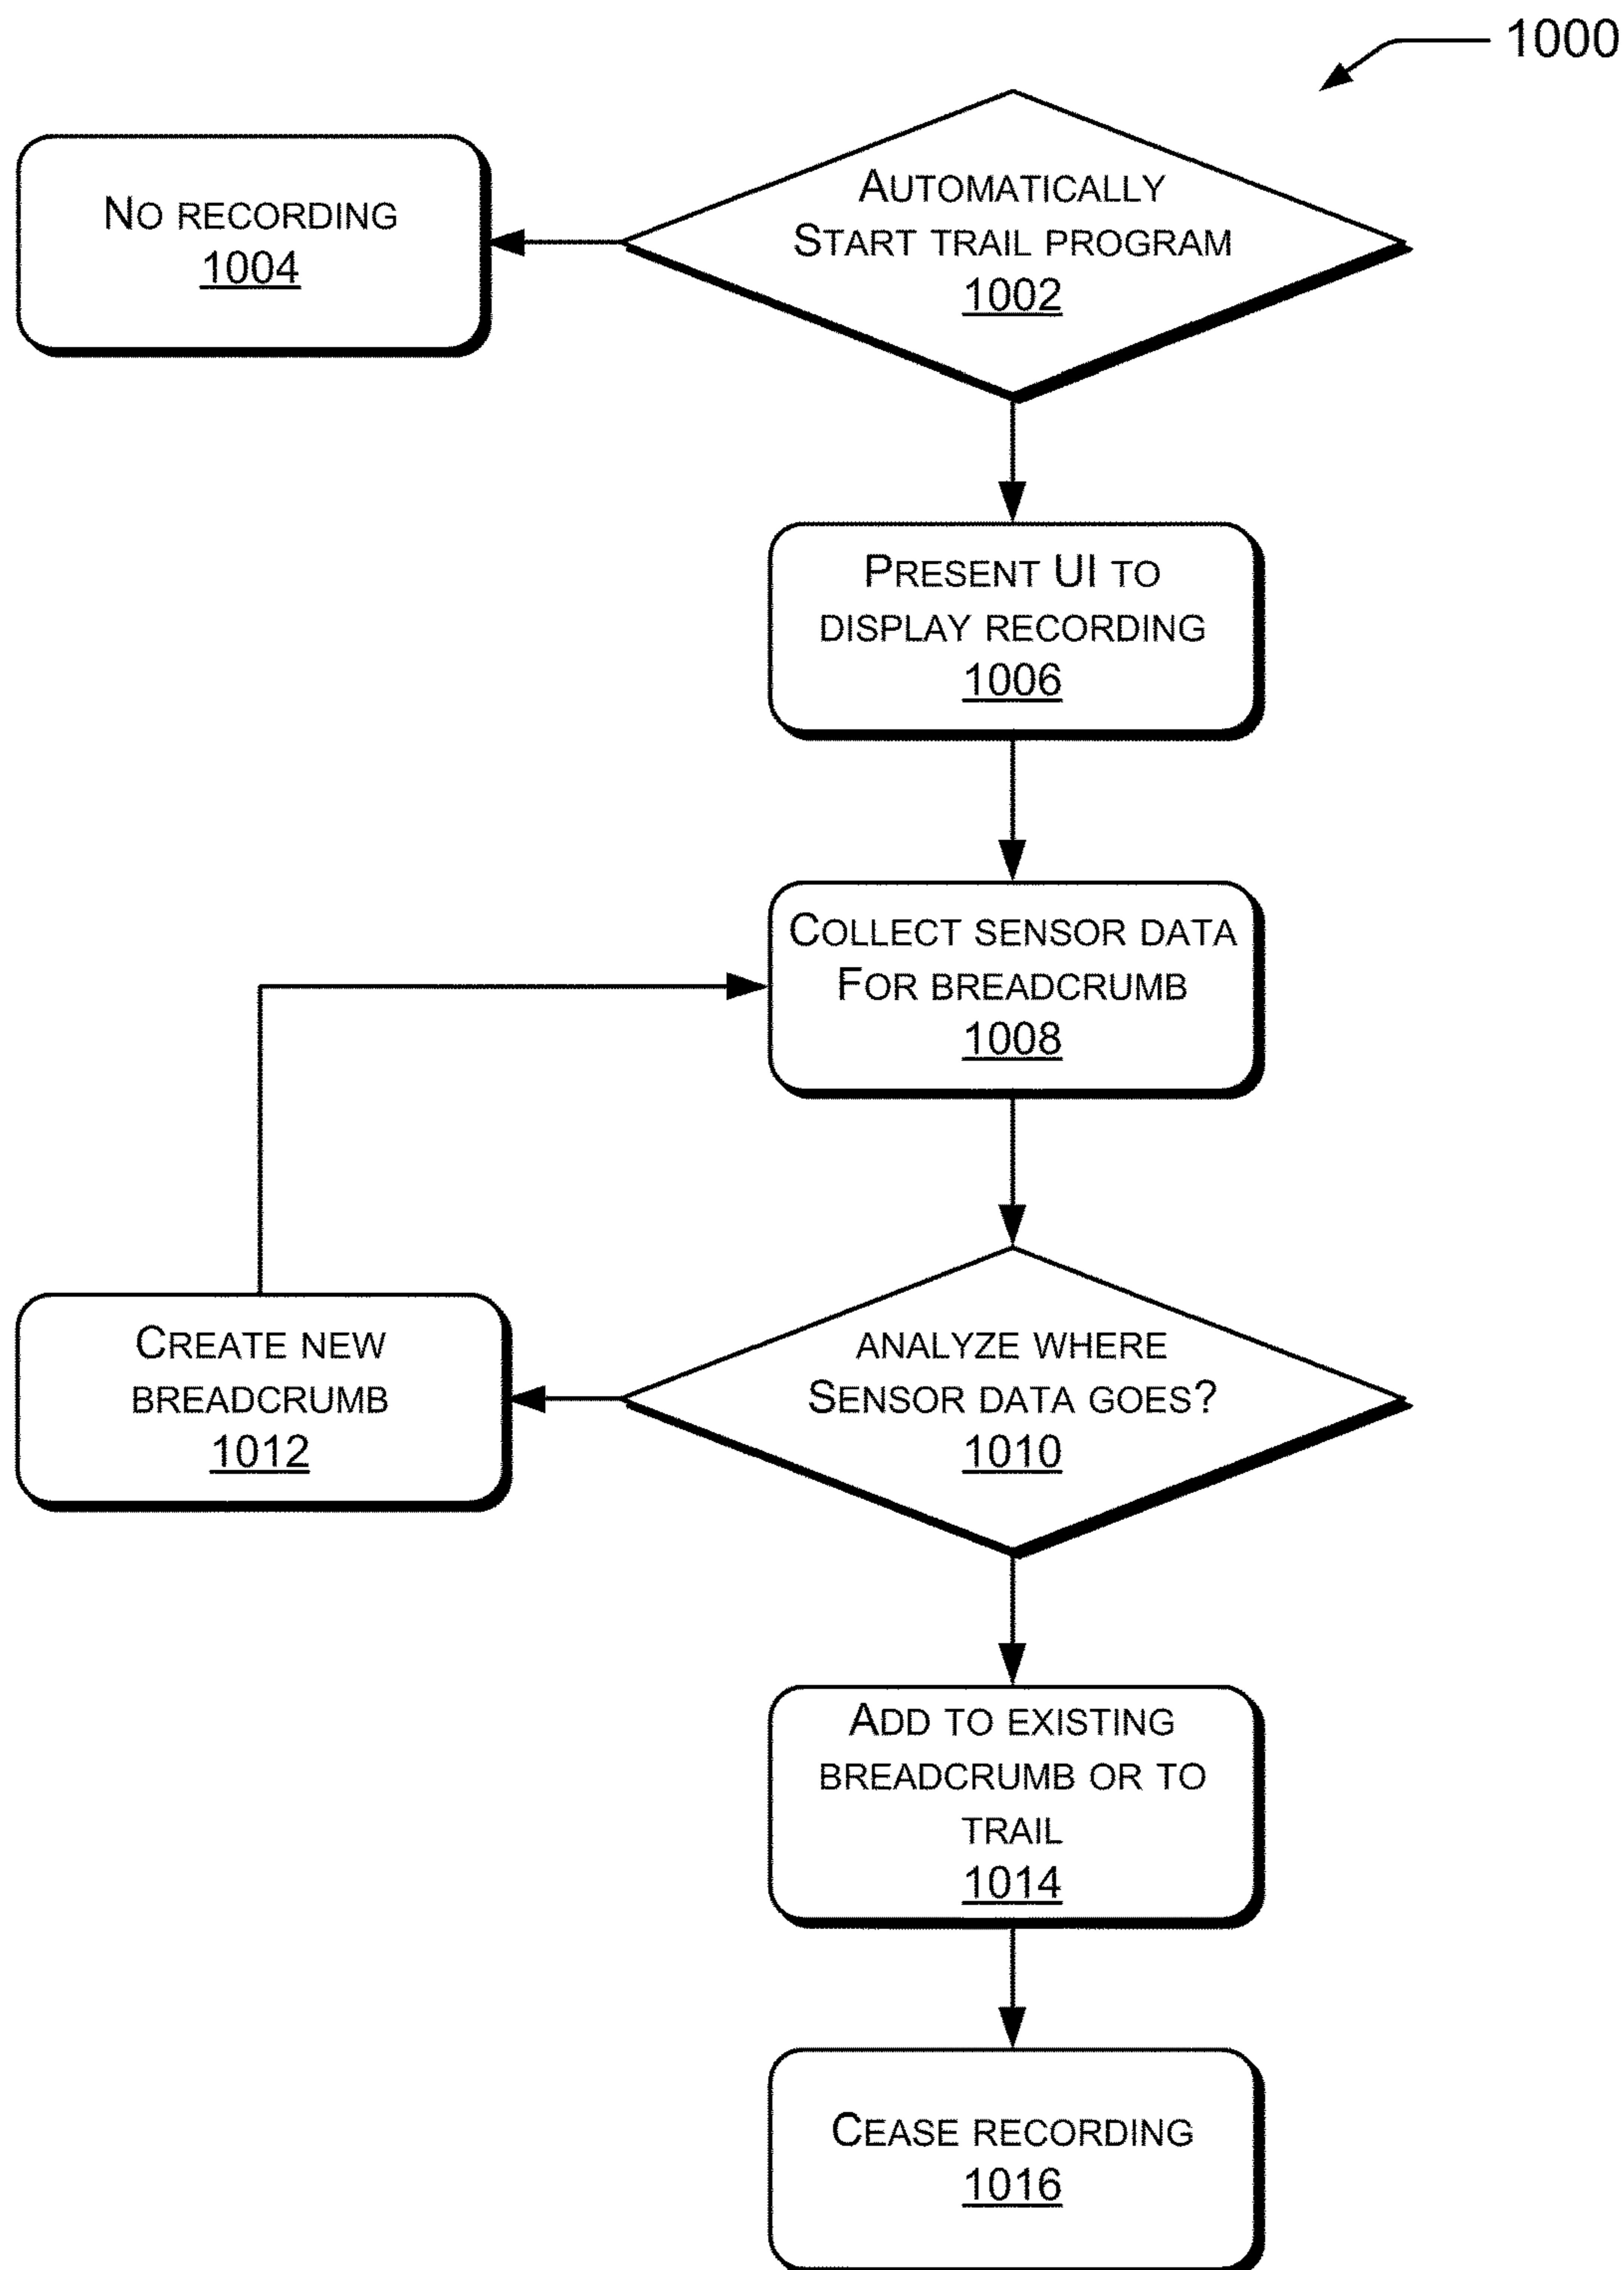 1000
AUTOMATICALLY
START TRAIL PROGRAM
1002
NO RECORDING
1004
PRESENT UI TO
DISPLAY RECORDING
1006
COLLECT SENSOR DATA
FOR BREADCRUMB
1008
ANALYZE WHERE
SENSOR DATA GOES?
1010
CREATE NEW
BREADCRUMB
1012
ADD TO EXISTING
BREADCRUMB OR TO
TRAIL
1014
CEASE RECORDING
1016